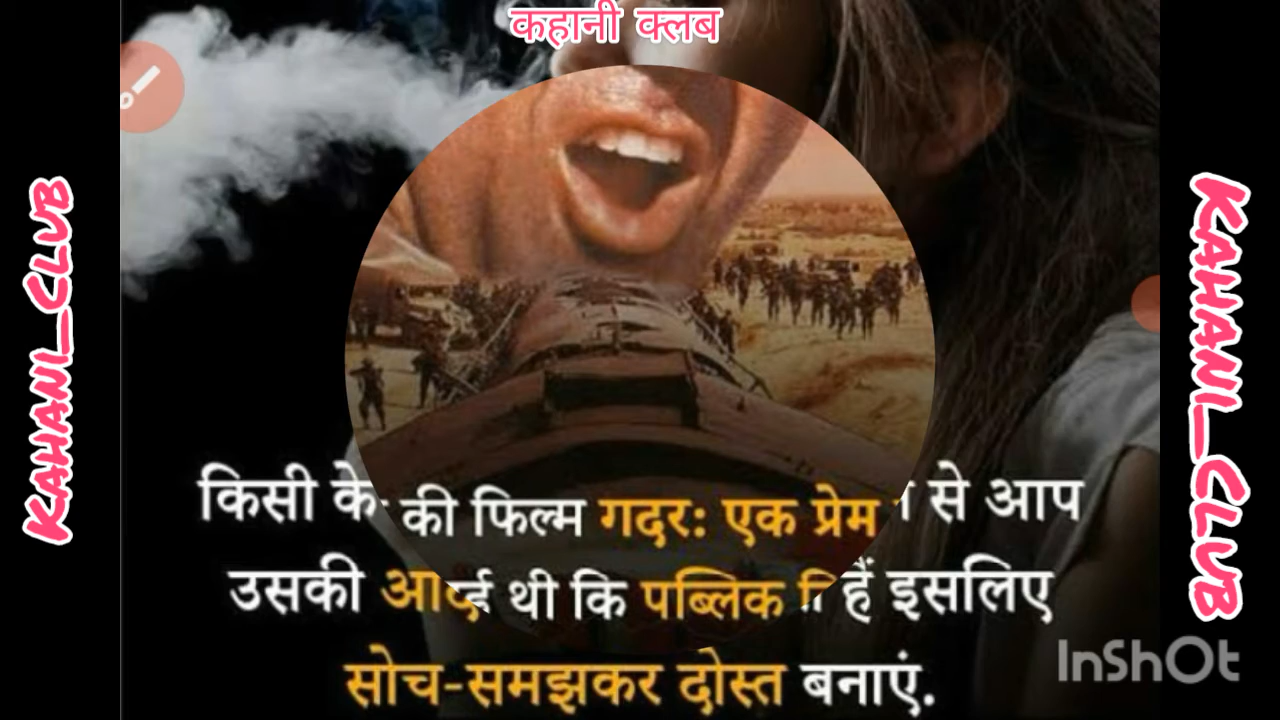 कहानी क्लब
KAHANI_CLUB
KAHANI_CLUB
किसी के की फिल्म गदर: एक प्रेम से आप
उसकी थी कि पब्लिक हैं इसलिए
सोच-समझकर दोस्त बनाएं.
InShOt